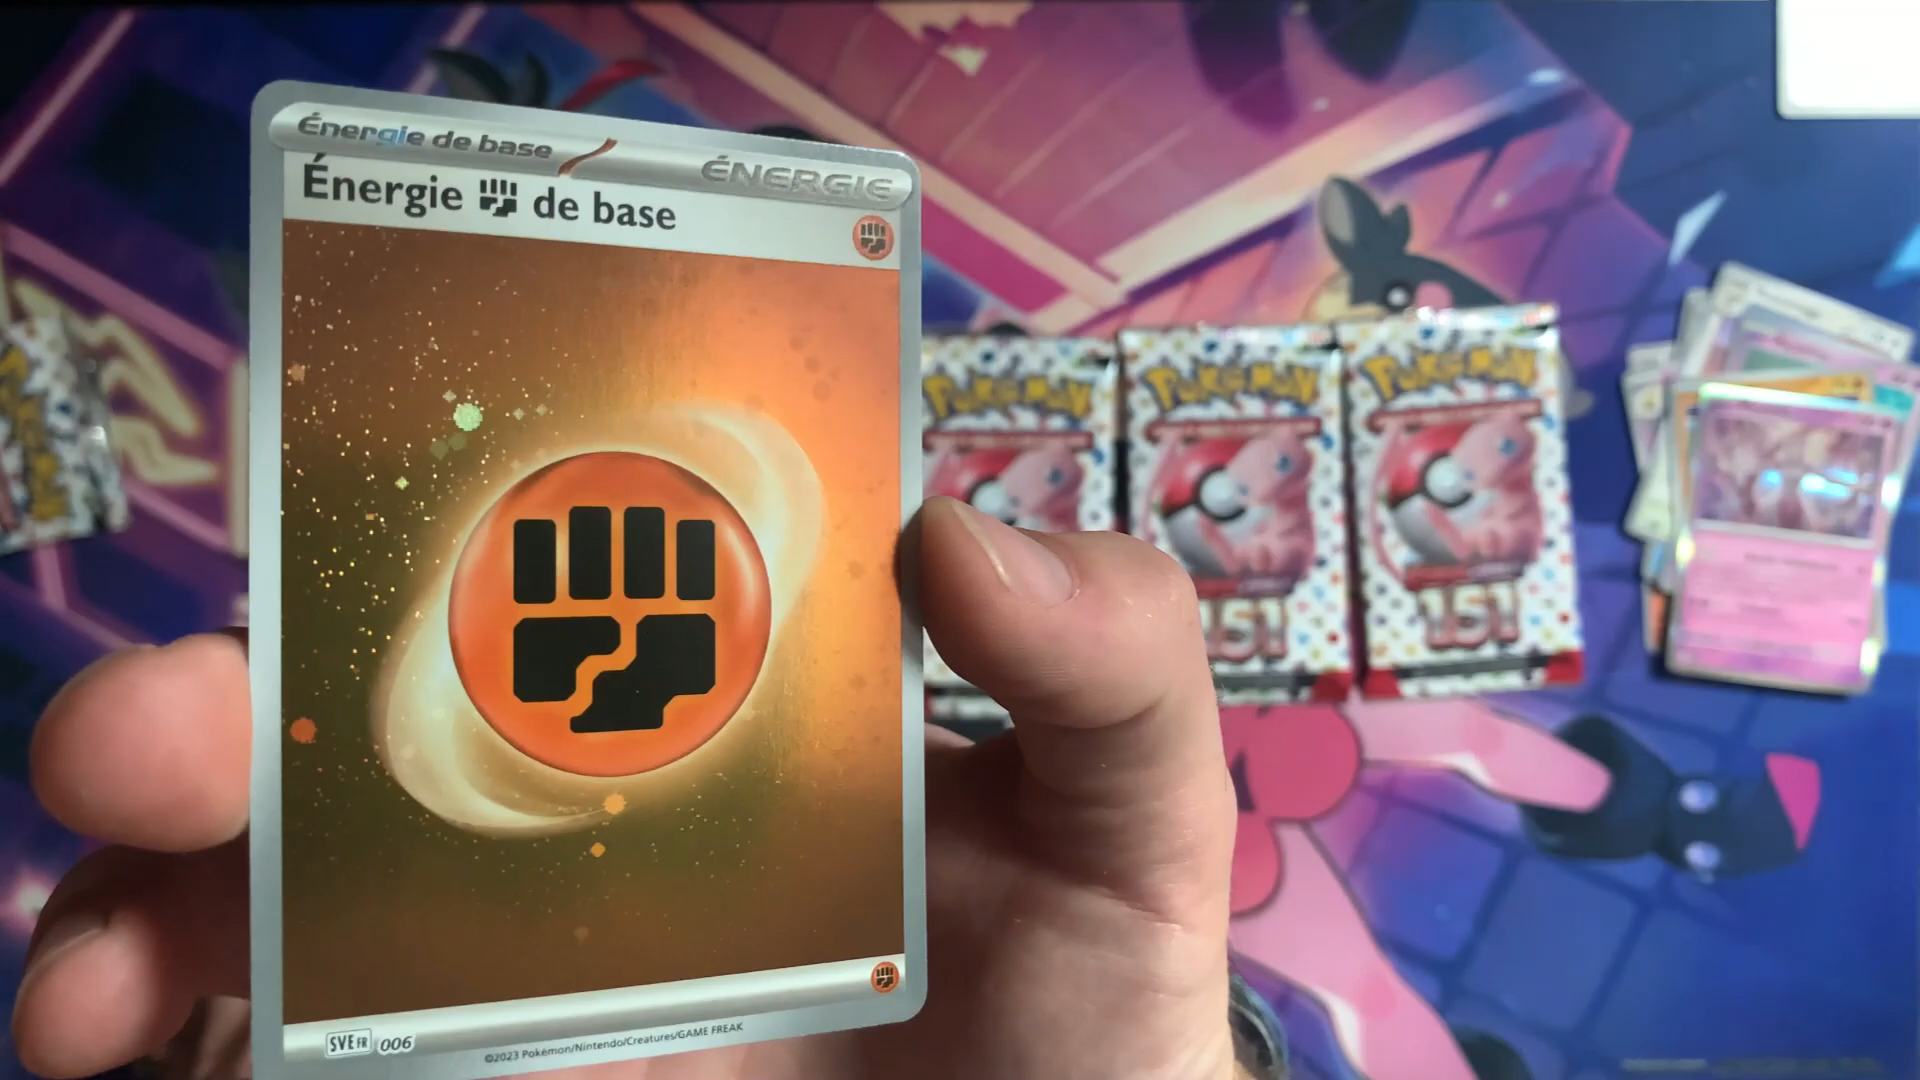 Énergie de base
ÉNERGIE
Énergie de base
SVE FR 006
©2023 Pokémon/Nintendo/Creatures/GAME FREAK
POKÉMON
POKÉMON
POKÉMON
151
151